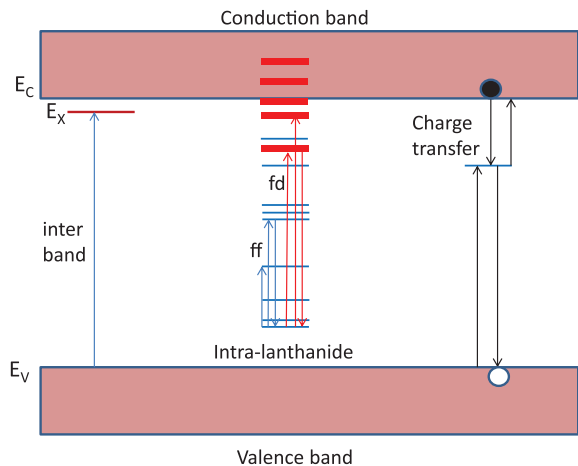 Conduction band
E_C
E_X
Charge
transfer
fd
inter
band
ff
Intra-lanthanide
E_V
Valence band